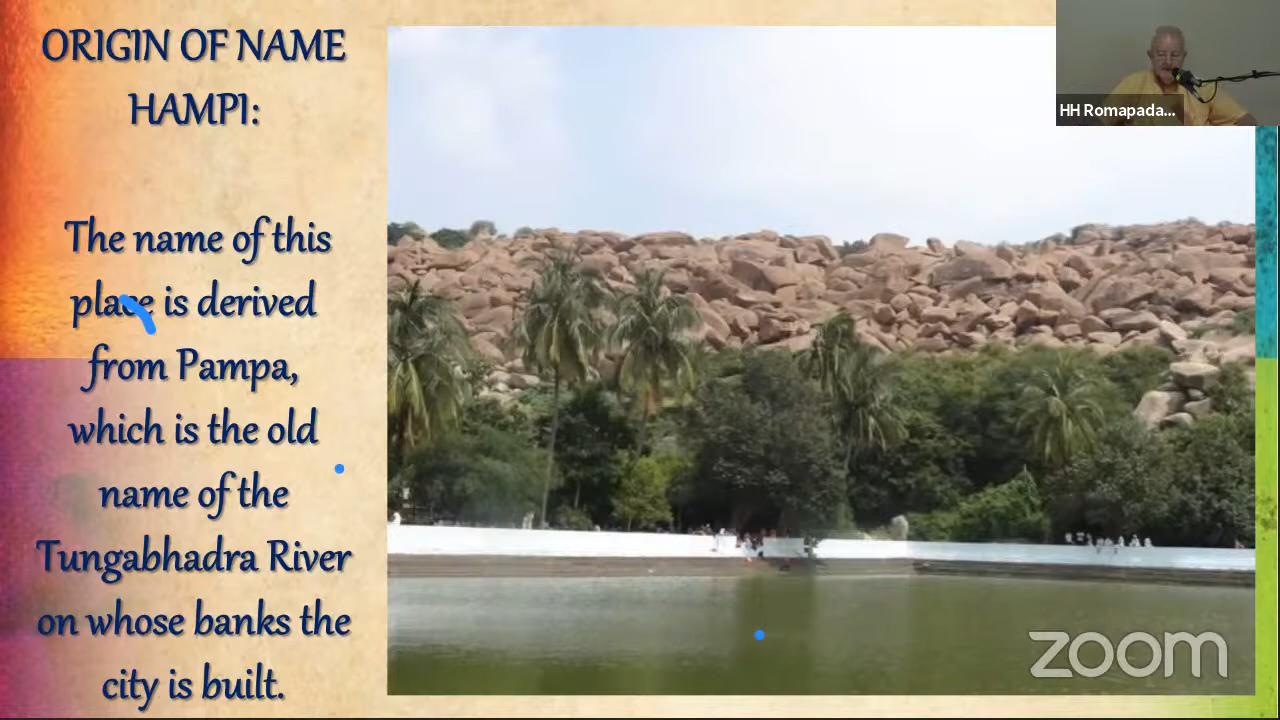 ORIGIN OF NAME
HAMPI:
The name of this
place is derived
from Pampa,
which is the old
name of the
Tungabhadra River
on whose banks the
city is built.
HH Romapada...
zoom